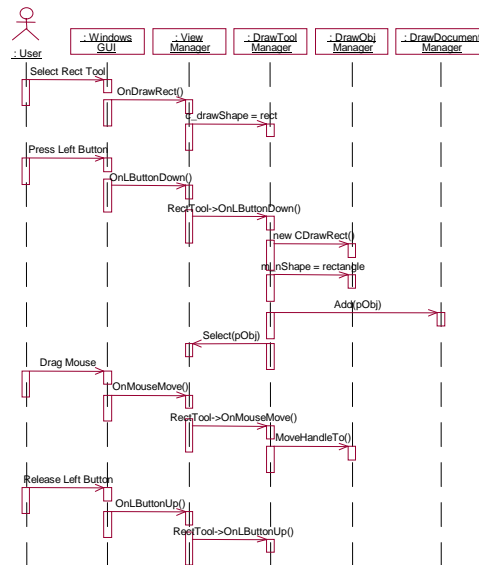 : User
: Windows
GUI
: View
Manager
: DrawTool
Manager
: DrawObj
Manager
: DrawDocument
Manager
Select Rect Tool
OnDrawRect()
c_drawShape = rect
Press Left Button
OnLButtonDown()
RectTool->OnLButtonDown()
new CDrawRect()
m_nShape = rectangle
Add(pObj)
Select(pObj)
Drag Mouse
OnMouseMove()
RectTool->OnMouseMove()
MoveHandleTo()
Release Left Button
OnLButtonUp()
RectTool->OnLButtonUp()